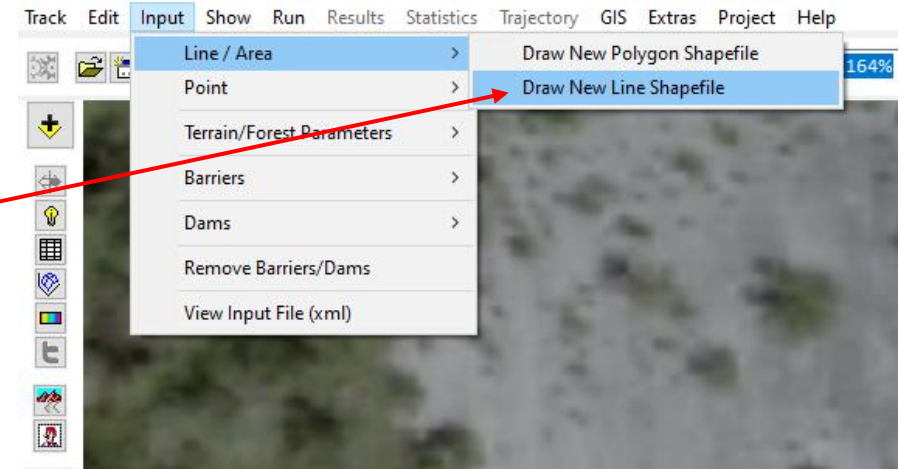 Track Edit Input Show Run Results Statistics Trajectory GIS Extras Project Help
164%
Line / Area >
Draw New Polygon Shapefile
Draw New Line Shapefile
Point >
Terrain/Forest Parameters >
Barriers >
Dams >
Remove Barriers/Dams
View Input File (xml)
t